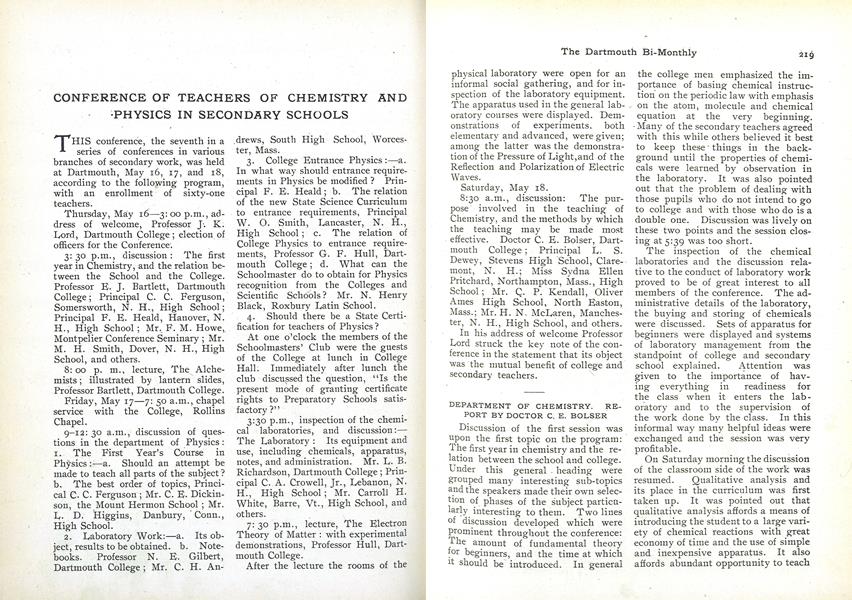 CONFERENCE OF TEACHERS OF CHEMISTRY AND
PHYSICS IN SECONDARY SCHOOLS
THIS conference, the seventh in a
series of conferences in various
branches of secondary work, was held
at Dartmouth, May 16, 17, and 18,
according to the following program,
with an enrollment of sixty-one
teachers.
Thursday, May 16—3:00 p.m., ad-
dress of welcome, Professor J. K.
Lord, Dartmouth College; election of
officers for the Conference.
3:30 p.m., discussion: The first
year in Chemistry, and the relation be-
tween the School and the College.
Professor E. J. Bartlett, Dartmouth
College; Principal C. C. Ferguson,
Somersworth, N. H., High School;
Principal F. E. Heald, Hanover, N.
H., High School; Mr. F. M. Howe,
Montpelier Conference Seminary; Mr.
M. H. Smith, Dover, N. H., High
School, and others.
8:00 p. m., lecture, The Alche-
mists; illustrated by lantern slides,
Professor Bartlett, Dartmouth College.
Friday, May 17—7:50 a.m., chapel
service with the College, Rollins
Chapel.
9-12:30 a.m., discussion of ques-
tions in the department of Physics:
1. The First Year's Course in
Physics:—a. Should an attempt be
made to teach all parts of the subject?
b. The best order of topics, Princi-
cal C. C. Ferguson; Mr. C. E. Dickin-
son, the Mount Hermon School; Mr.
L. D. Higgins, Danbury, Conn.,
High School.
2. Laboratory Work:—a. Its ob-
ject, results to be obtained. b. Note-
books. Professor N. E. Gilbert,
Dartmouth College; Mr. C. H. An-
drews, South High School, Worces-
ter, Mass.
3. College Entrance Physics:—a.
In what way should entrance require-
ments in Physics be modified? Prin-
cipal F. E. Heald; b. The relation
of the new State Science Curriculum
to entrance requirements, Principal
W. O. Smith, Lancaster, N. H.,
High School; c. The relation of
College Physics to entrance require-
ments, Professor G. F. Hull, Dart-
mouth College; d. What can the
Schoolmaster do to obtain for Physics
recognition from the Colleges and
Scientific Schools? Mr. N. Henry
Black, Roxbury Latin School.
4. Should there be a State Certi-
fication for teachers of Physics?
At one o'clock the members of the
Schoolmasters' Club were the guests
of the College at lunch in College
Hall. Immediately after lunch the
club discussed the question, "Is the
present mode of granting certificate
rights to Preparatory Schools satis-
factory?"
3:30 p.m., inspection of the chemi-
cal laboratories, and discussion:—
The Laboratory: Its equipment and
use, including chemicals, apparatus,
notes, and administration. Mr. L. B.
Richardson, Dartmouth College; Prin-
cipal C. A. Crowell, Jr., Lebanon, N.
H., High School; Mr. Carroll H.
White, Barre, Vt., High School, and
others.
7:30 p.m., lecture, The Electron
Theory of Matter: with experimental
demonstrations, Professor Hull, Dart-
mouth College.
After the lecture the rooms of the
The Dartmouth Bi-Monthly 219
physical laboratory were open for an
informal social gathering, and for in-
spection of the laboratory equipment.
The apparatus used in the general lab-
oratory courses were displayed. Dem-
onstrations of experiments. both
elementary and advanced, were given;
among the latter was the demonstra-
tion of the Pressure of Light, and of the
Reflection and Polarization of Electric
Waves.
Saturday, May 18.
8:30 a.m., discussion: The pur-
pose involved in the teaching of
Chemistry, and the methods by which
the teaching may be made most
effective. Doctor C. E. Bolser, Dart-
mouth College; Principal L. S.
Dewey, Stevens High School, Clare-
mont, N. H.; Miss Sydna Ellen
Pritchard, Northampton, Mass., High
School; Mr. C. P. Kendall, Oliver
Ames High School, North Easton,
Mass.; Mr. H. N. McLaren, Manches-
ter, N. H., High School, and others.
In his address of welcome Professor
Lord struck the key note of the con-
ference in the statement that its object
was the mutual benefit of college and
secondary teachers.
DEPARTMENT OF CHEMISTRY. RE-
PORT BY DOCTOR C. E. BOLSER
Discussion of the first session was
upon the first topic on the program:
The first year in chemistry and the re-
lation between the school and college.
Under this general heading were
grouped many interesting sub-topics
and the speakers made their own selec-
tion of phases of the subject particu-
larly interesting to them. Two lines
of discussion developed which were
prominent throughout the conference:
The amount of fundamental theory
for beginners, and the time at which
it should be introduced. In general
the college men emphasized the im-
portance of basing chemical instruc-
tion on the periodic law with emphasis
on the atom, molecule and chemical
equation at the very beginning.
Many of the secondary teachers agreed
with this while others believed it best
to keep these things in the back-
ground until the properties of chemi-
cals were learned by observation in
the laboratory. It was also pointed
out that the problem of dealing with
those pupils who do not intend to go
to college and with those who do is a
double one. Discussion was lively on
these two points and the session clos-
ing at 5:39 was too short.
The inspection of the chemical
laboratories and the discussion rela-
tive to the conduct of laboratory work
proved to be of great interest to all
members of the conference. The ad-
ministrative details of the laboratory,
the buying and storing of chemicals
were discussed. Sets of apparatus for
beginners were displayed and systems
of laboratory management from the
standpoint of college and secondary
school explained. Attention was
given to the importance of hav-
ing everything in readiness for
the class when it enters the lab-
oratory and to the supervision of
the work done by the class. In this
informal way many helpful ideas were
exchanged and the session was very
profitable.
On Saturday morning the discussion
of the classroom side of the work was
resumed. Qualitative analysis and
its place in the curriculum was first
taken up. It was pointed out that
qualitative analysis affords a means of
introducing the student to a large vari-
ety of chemical reactions with great
economy of time and the use of simple
and inexpensive apparatus. It also
affords abundant opportunity to teach